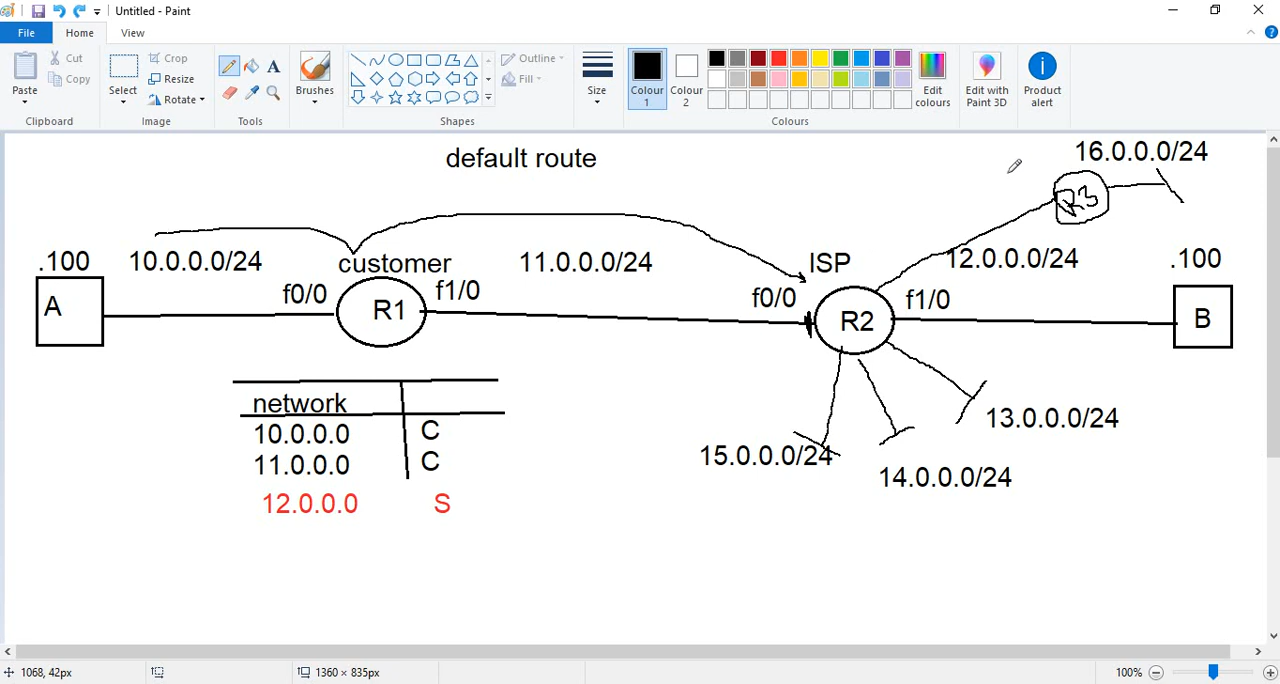 Untitled - Paint
File
Home
View
Paste
Cut
Copy
Clipboard
Select
Crop
Resize
Rotate
Image
A
Tools
Brushes
Outline
Fill
Shapes
Size
Colour 1
Colour 2
Edit colours
Edit with Paint 3D
Product alert
Colours
default route
16.0.0.0/24
.100
10.0.0.0/24
customer
11.0.0.0/24
ISP
12.0.0.0/24
.100
A
f0/0
R1
f1/0
f0/0
R2
f1/0
B
network
10.0.0.0 C
11.0.0.0 C
12.0.0.0 S
13.0.0.0/24
15.0.0.0/24
14.0.0.0/24
1068, 42px
1360 × 835px
100%